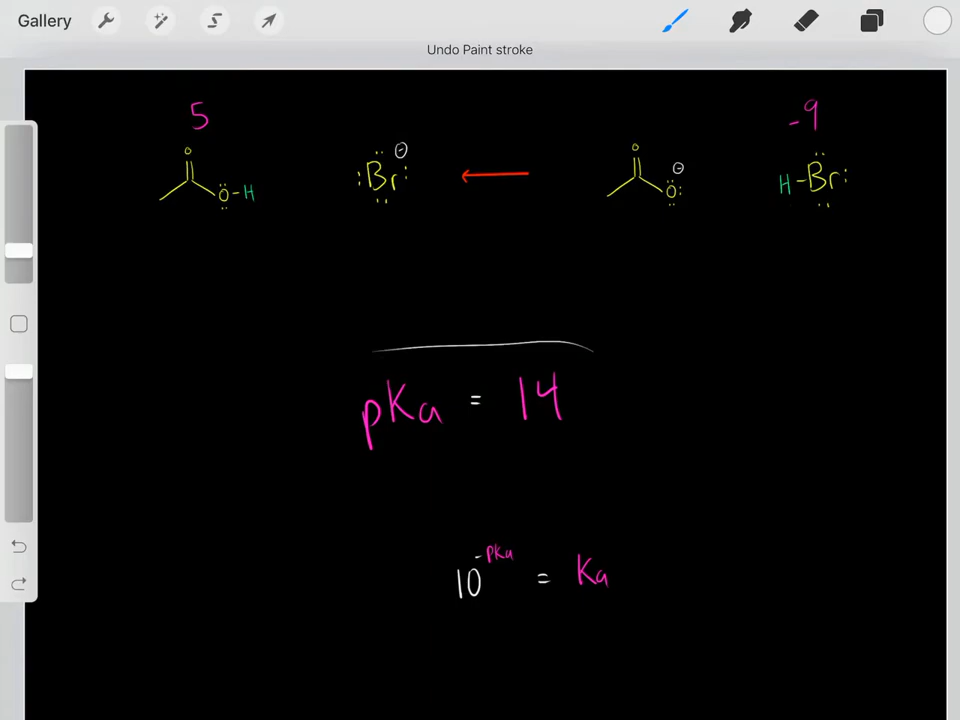 Gallery
Undo Paint stroke
5
-9
O
:Br: ⊖
O ⊖
H-Br:
O-H
O:
pKa = 14
10^-pKa = Ka